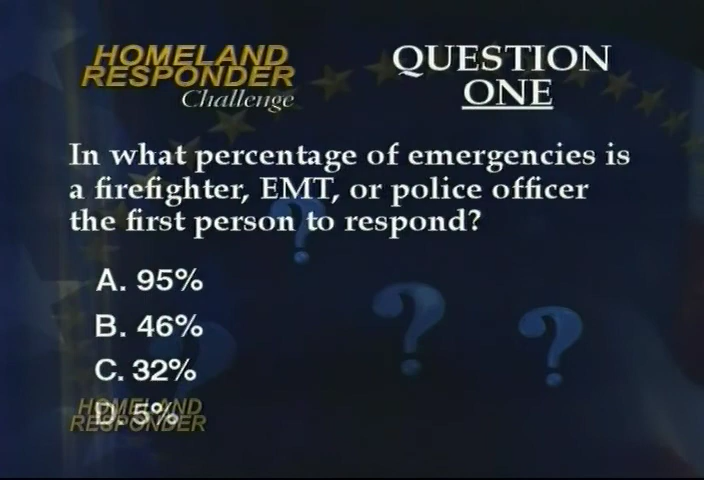 HOMELAND
RESPONDER
Challenge
QUESTION
ONE
In what percentage of emergencies is
a firefighter, EMT, or police officer
the first person to respond?
A. 95%
B. 46%
C. 32%
D. 5%
HOMELAND
RESPONDER